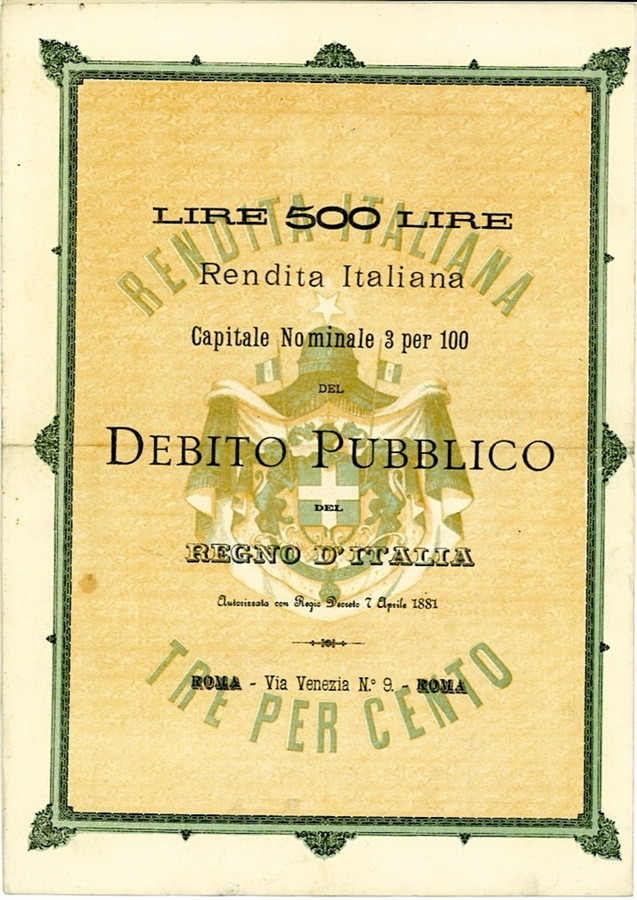 RENDITA ITALIANA
LIRE 500 LIRE
Rendita Italiana
Capitale Nominale 3 per 100
DEL
DEBITO PUBBLICO
DEL
REGNO D'ITALIA
Autorizzata con Regio Decreto 7 Aprile 1881
ROMA - Via Venezia N.º 9. - ROMA
TRE PER CENTO